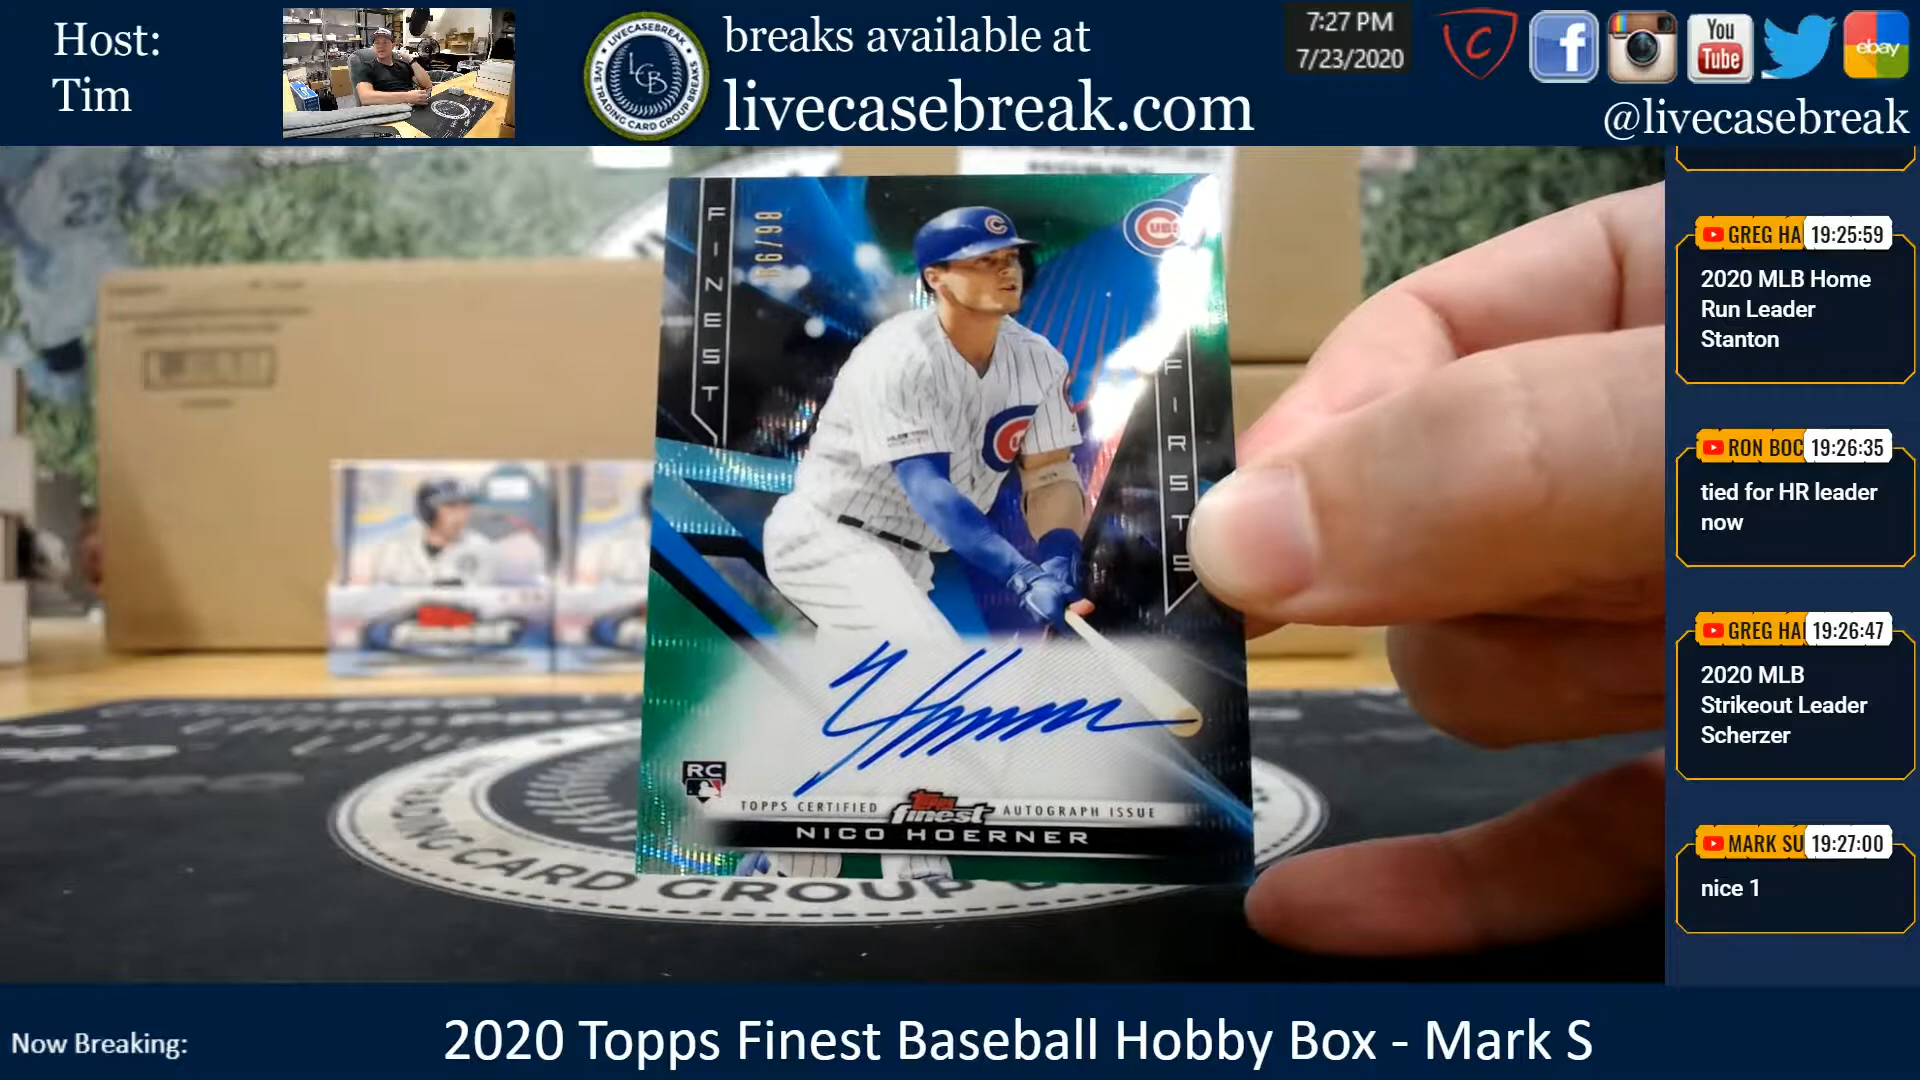 Host:
Tim
LIVECASEBREAK
LCB
LIVE TRADING CARD GROUP BREAKS
breaks available at
livecasebreak.com
7:27 PM
7/23/2020
C
f
You
Tube
ebay
@livecasebreak
FINEST
FIRSTS
C
CUBS
RC
TOPPS CERTIFIED
AUTOGRAPH ISSUE
Topps
finest
NICO HOERNER
finest
CARD GROUP
GREG HA
19:25:59
2020 MLB Home
Run Leader
Stanton
RON BOC
19:26:35
tied for HR leader
now
GREG HA
19:26:47
2020 MLB
Strikeout Leader
Scherzer
MARK SU
19:27:00
nice 1
Now Breaking:
2020 Topps Finest Baseball Hobby Box - Mark S